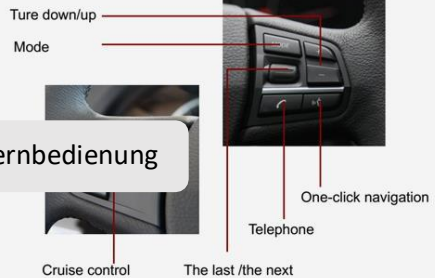 Ture down/up
Mode
ernbedienung
One-click navigation
Telephone
Cruise control
The last /the next